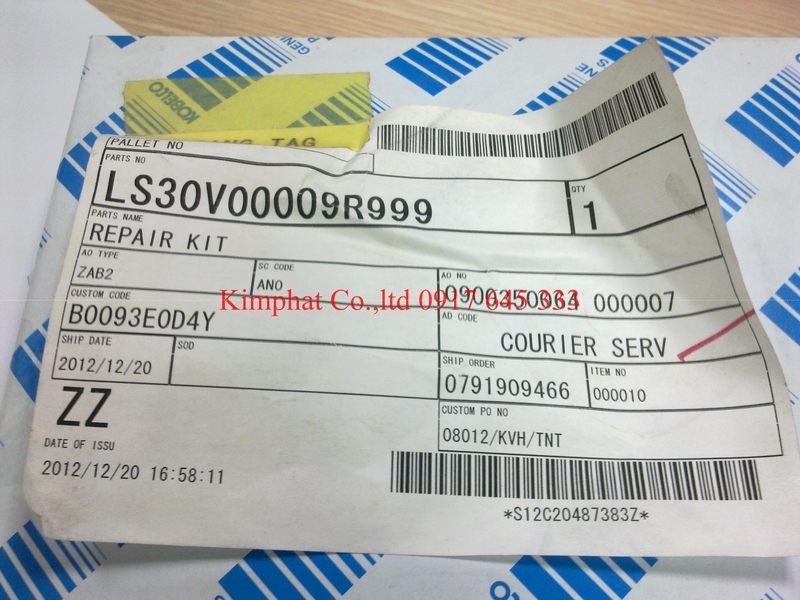 KOBELCO
TAG
PALLET NO
PARTS NO
LS30V00009R999
QTY
1
PARTS NAME
REPAIR KIT
AO TYPE
ZAB2
SC CODE
ANO
AO NO
000007
Kimphat Co.,ltd 0917 645 333
CUSTOM CODE
B0093E0D4Y
AD CODE
COURIER SERV
SHIP DATE
2012/12/20
SOD
SHIP ORDER
0791909466
ITEM NO
000010
ZZ
CUSTOM PO NO
08012/KVH/TNT
DATE OF ISSU
2012/12/20 16:58:11
*S12C20487383Z*